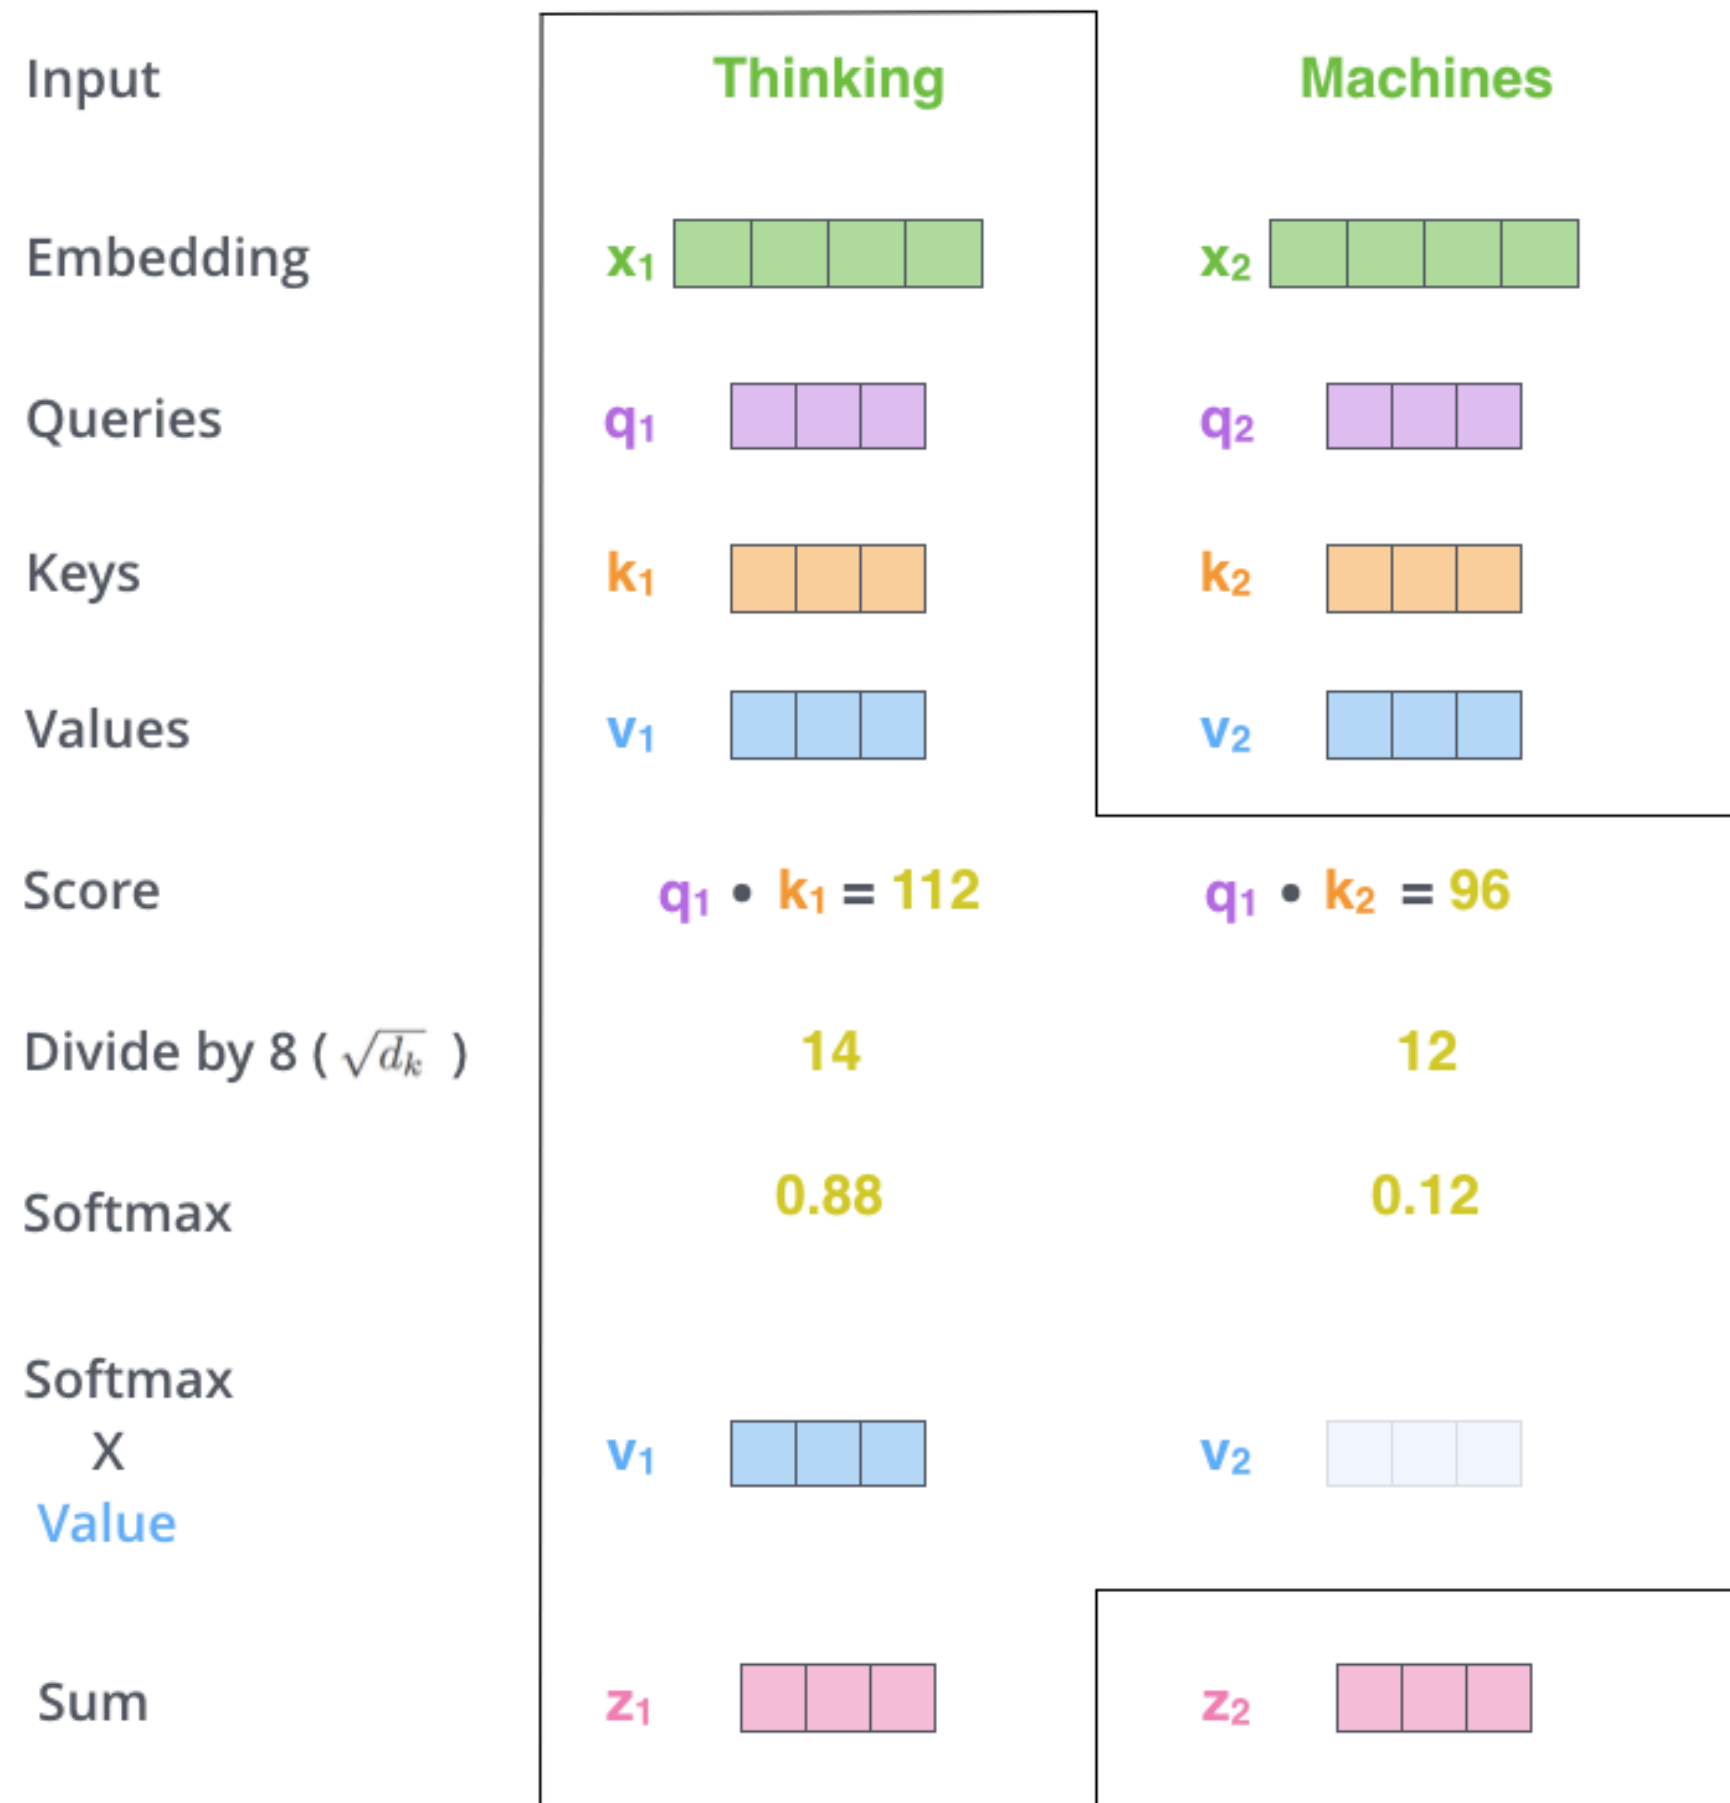 Input Thinking Machines
Embedding x1 x2
Queries q1 q2
Keys k1 k2
Values v1 v2
Score q1 • k1 = 112 q1 • k2 = 96
Divide by 8 ( √dk ) 14 12
Softmax 0.88 0.12
Softmax
X v1 v2
Value
Sum z1 z2